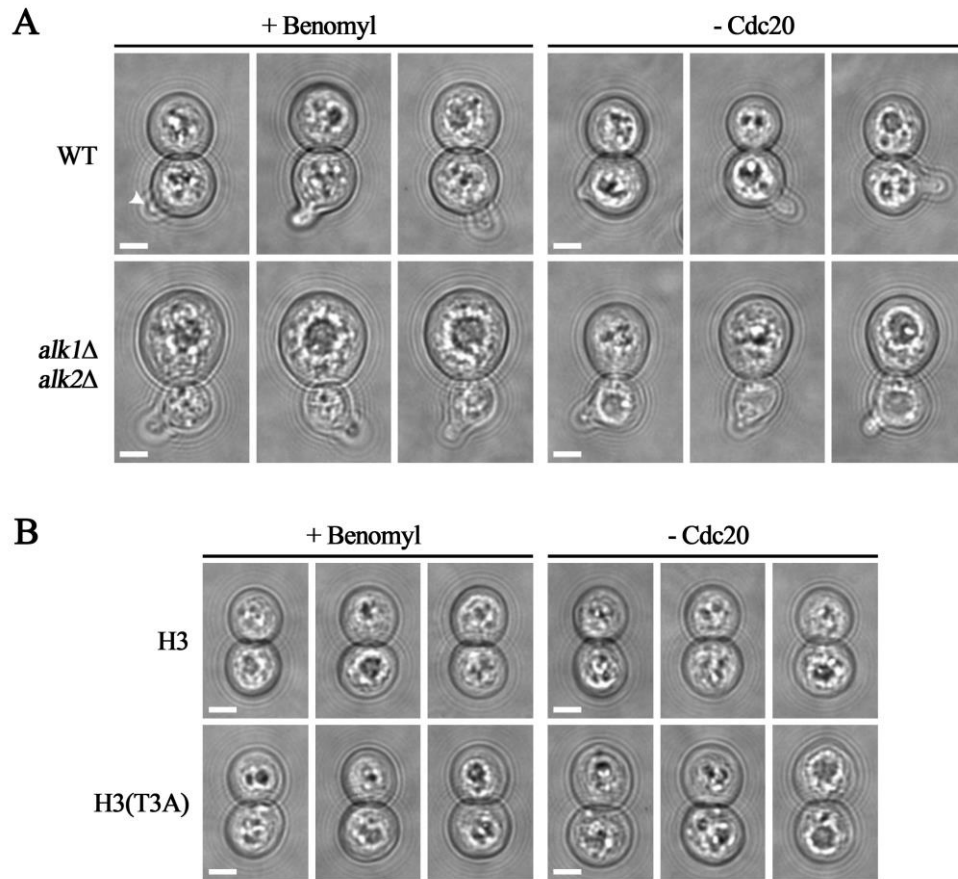 A
+ Benomyl
- Cdc20
WT
alk1Δ
alk2Δ
B
+ Benomyl
- Cdc20
H3
H3(T3A)